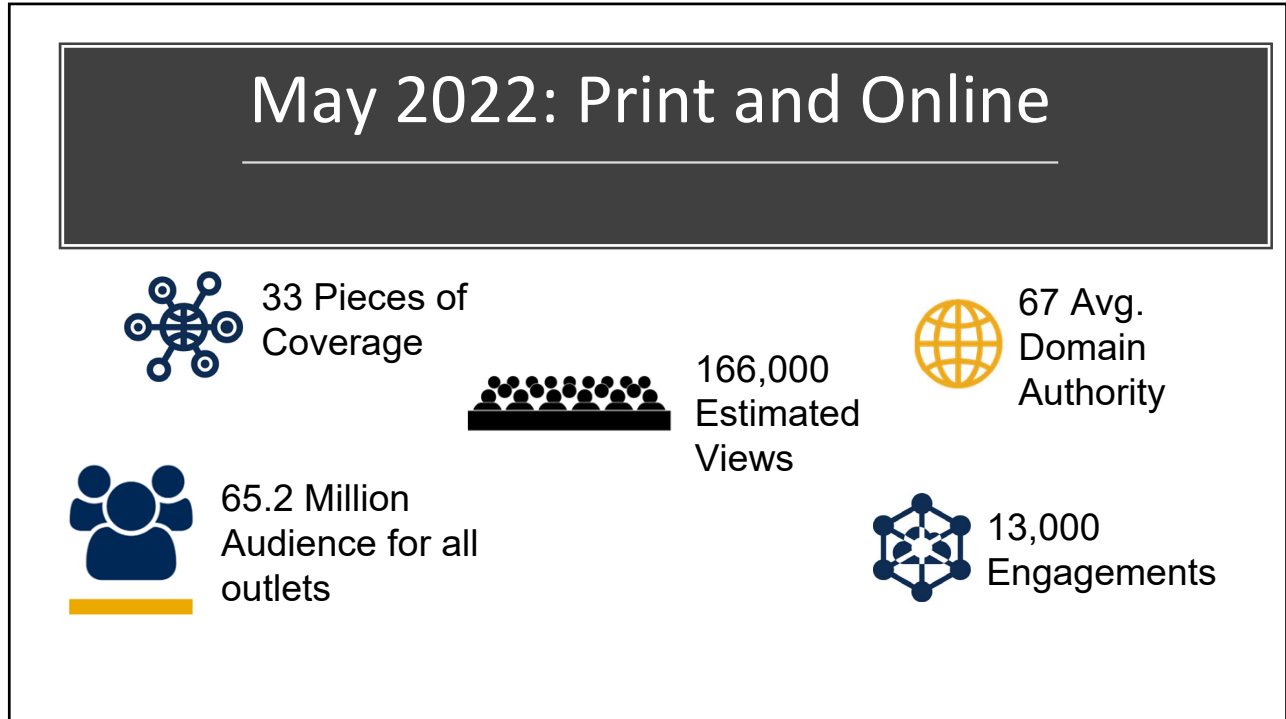 May 2022: Print and Online
33 Pieces of
Coverage
166,000
Estimated
Views
67 Avg.
Domain
Authority
65.2 Million
Audience for all
outlets
13,000
Engagements